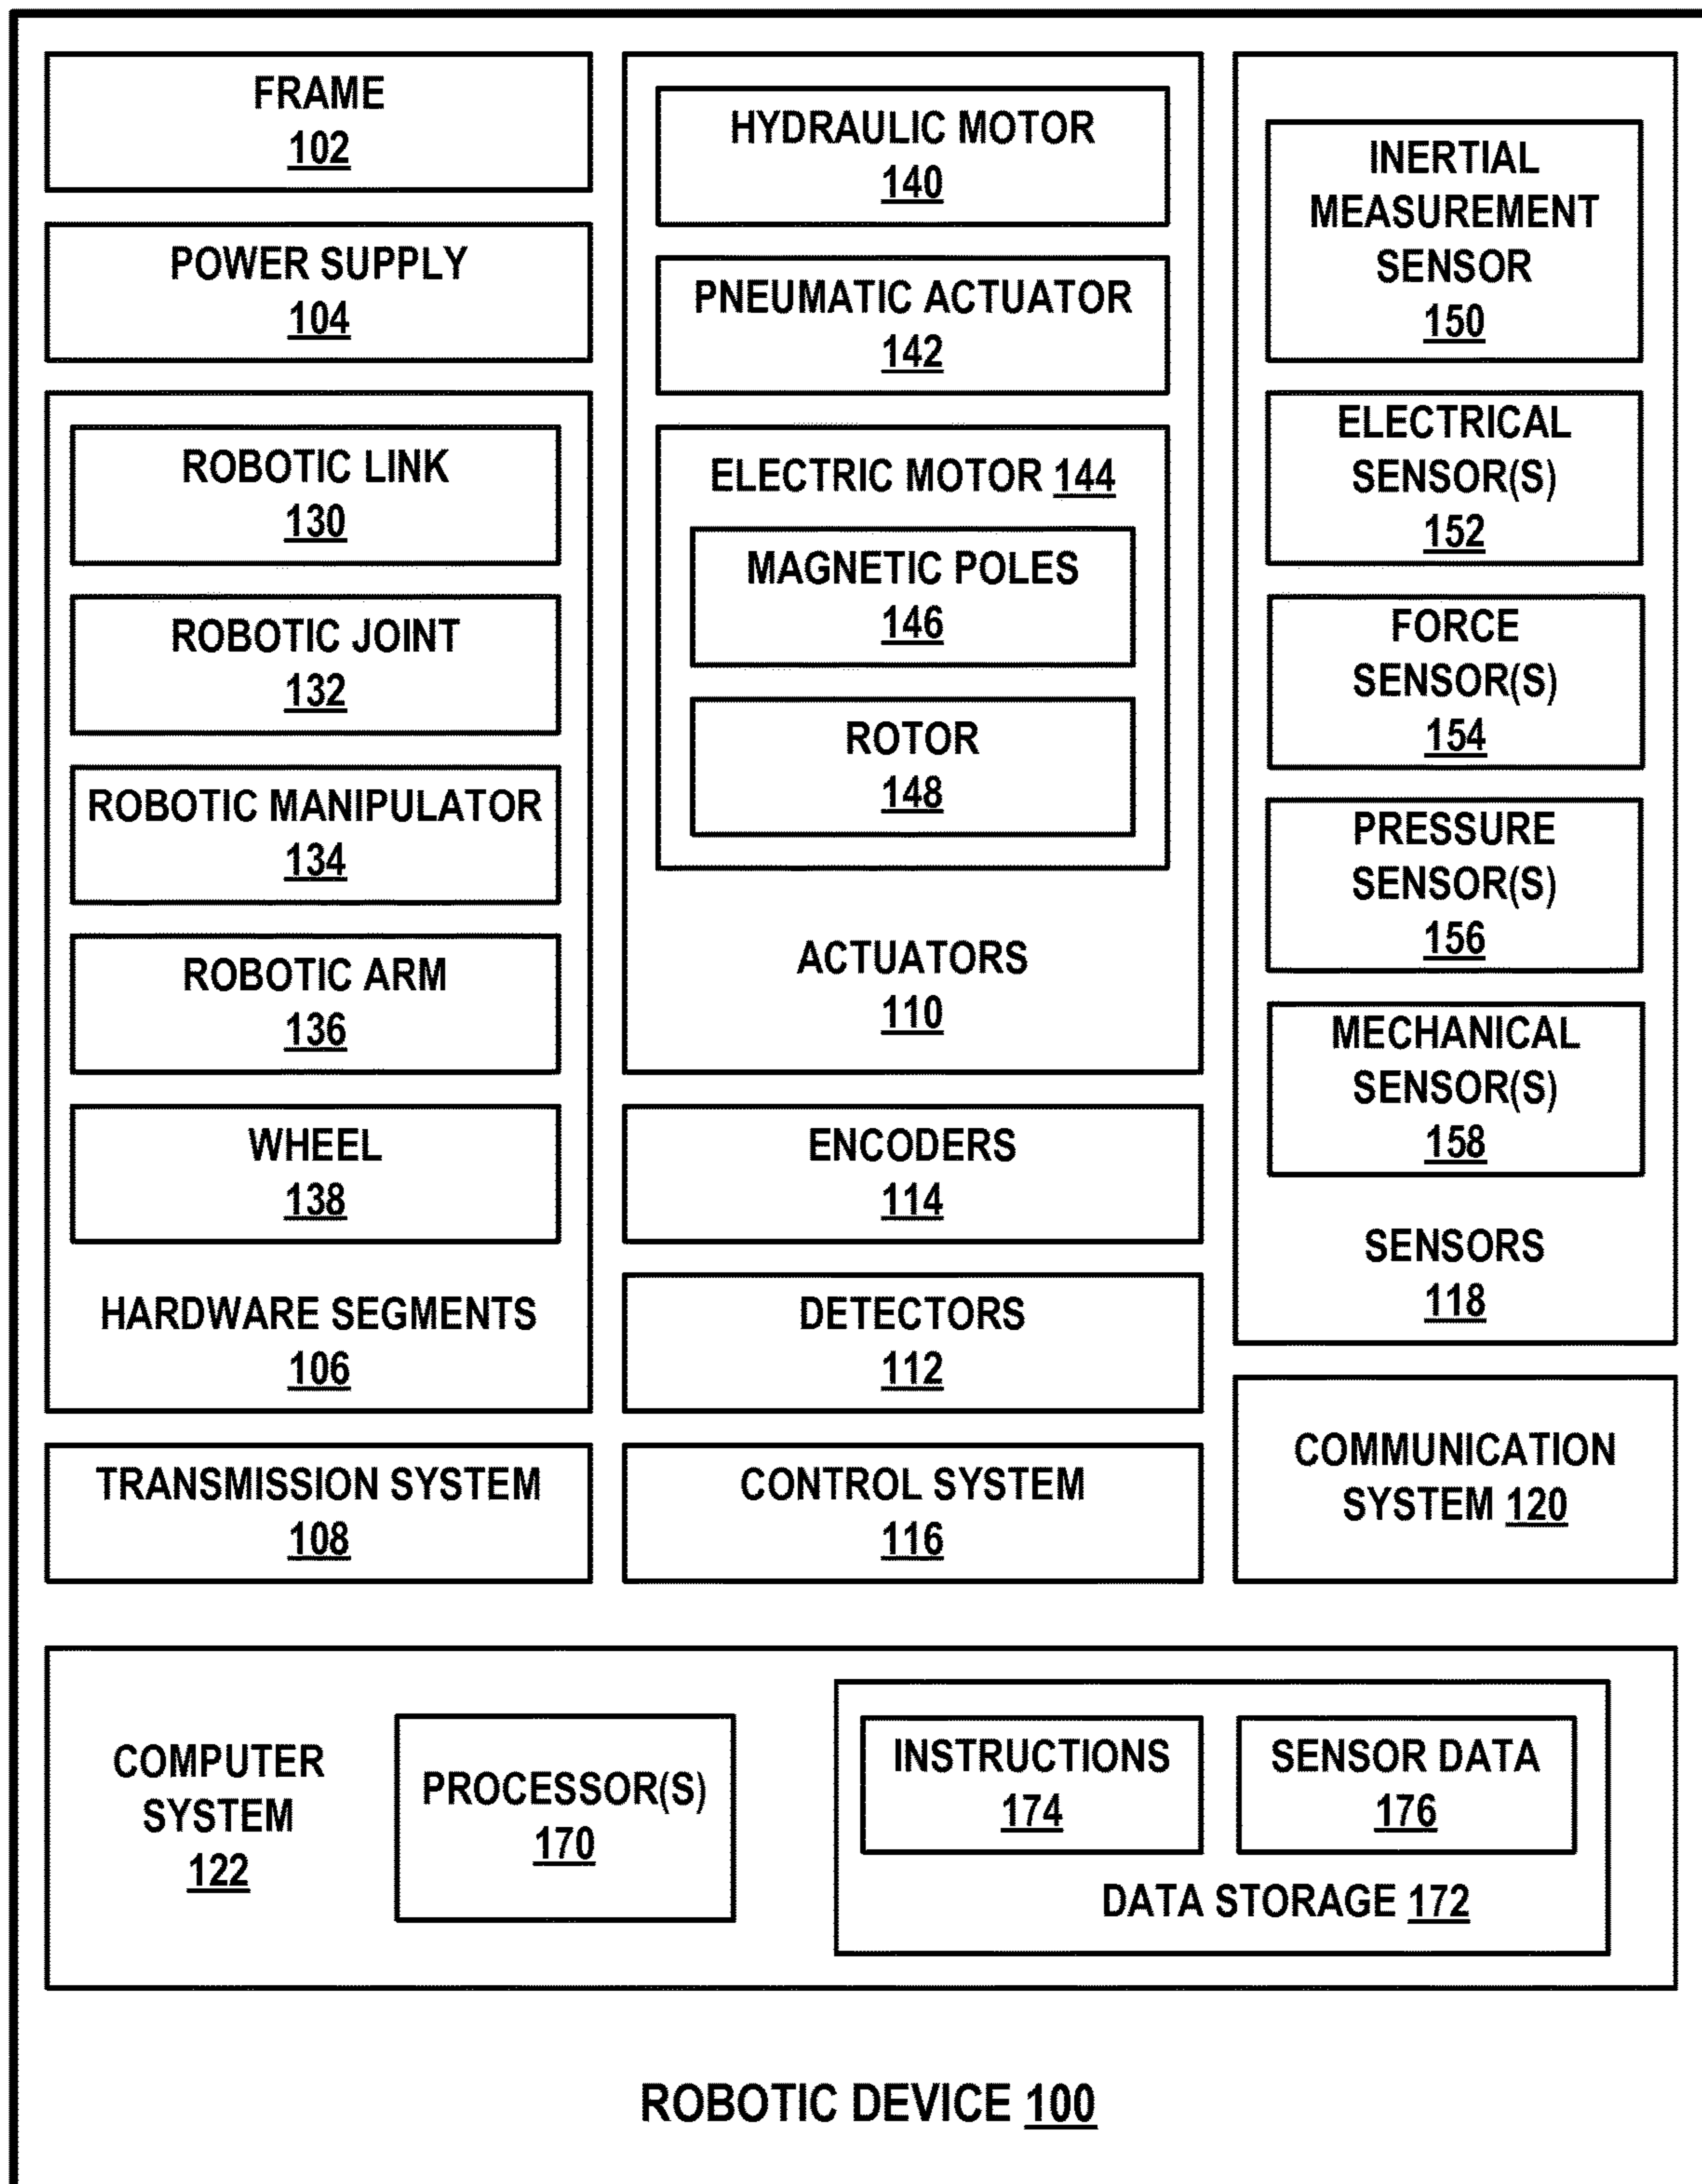 FRAME
102
POWER SUPPLY
104
ROBOTIC LINK
130
ROBOTIC JOINT
132
ROBOTIC MANIPULATOR
134
ROBOTIC ARM
136
WHEEL
138
HARDWARE SEGMENTS
106
TRANSMISSION SYSTEM
108
HYDRAULIC MOTOR
140
PNEUMATIC ACTUATOR
142
ELECTRIC MOTOR 144
MAGNETIC POLES
146
ROTOR
148
ACTUATORS
110
ENCODERS
114
DETECTORS
112
CONTROL SYSTEM
116
INERTIAL
MEASUREMENT
SENSOR
150
ELECTRICAL
SENSOR(S)
152
FORCE
SENSOR(S)
154
PRESSURE
SENSOR(S)
156
MECHANICAL
SENSOR(S)
158
SENSORS
118
COMMUNICATION
SYSTEM 120
COMPUTER
SYSTEM
122
PROCESSOR(S)
170
INSTRUCTIONS
174
SENSOR DATA
176
DATA STORAGE 172
ROBOTIC DEVICE 100